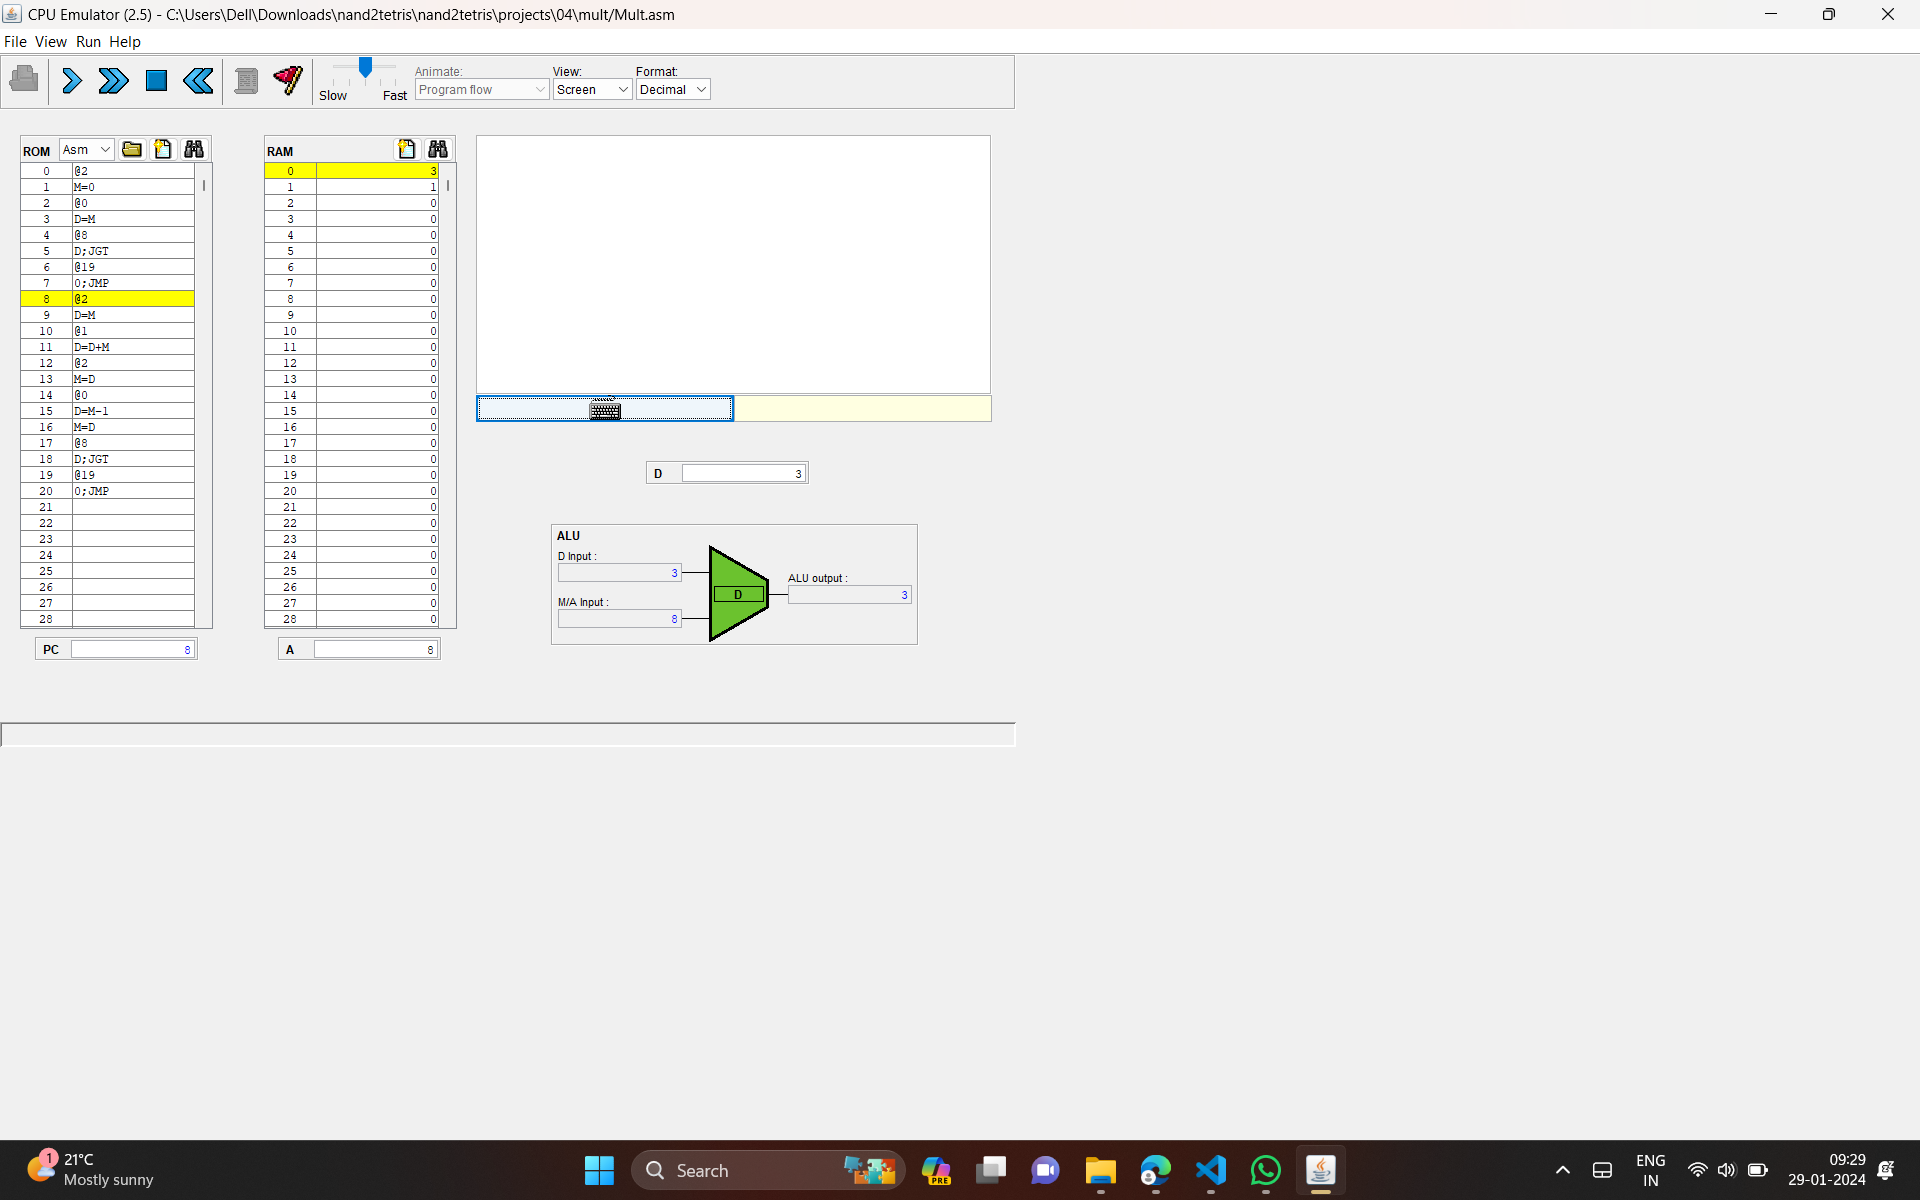 CPU Emulator (2.5) - C:\Users\Dell\Downloads\nand2tetris\nand2tetris\projects\04\mult/Mult.asm
File View Run Help
Slow Fast
Animate:
Program flow
View:
Screen
Format:
Decimal
ROM Asm
0 @2
1 M=0
2 @0
3 D=M
4 @8
5 D;JGT
6 @19
7 0;JMP
8 @2
9 D=M
10 @1
11 D=D+M
12 @2
13 M=D
14 @0
15 D=M-1
16 M=D
17 @8
18 D;JGT
19 @19
20 0;JMP
21
22
23
24
25
26
27
28
PC 8
RAM
0 3
1 1
2 0
3 0
4 0
5 0
6 0
7 0
8 0
9 0
10 0
11 0
12 0
13 0
14 0
15 0
16 0
17 0
18 0
19 0
20 0
21 0
22 0
23 0
24 0
25 0
26 0
27 0
28 0
A 8
D 3
ALU
D Input :
3
M/A Input :
8
D
ALU output :
3
1
21°C
Mostly sunny
Search
PRE
ENG
IN
09:29
29-01-2024